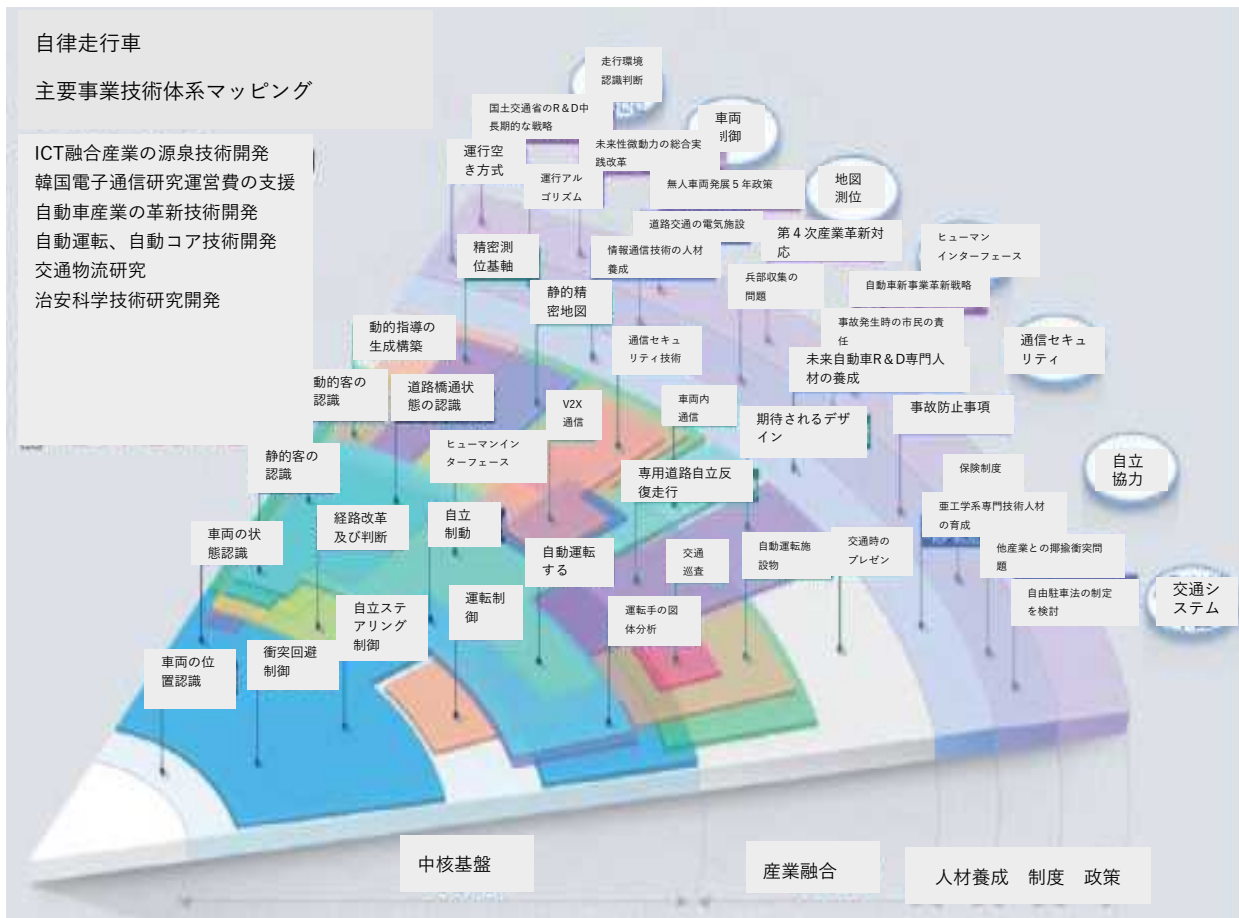 自律走行車
主要事業技術体系マッピング
ICT融合産業の源泉技術開発
韓国電子通信研究運営費の支援
自動車産業の革新技術開発
自動運転、自動コア技術開発
交通物流研究
治安科学技術研究開発
走行環境
認識判断
国土交通省のR&D中
長期的な戦略
車両
制御
未来性微動力の総合実
践改革
運行空
き方式
運行アル
ゴリズム
無人車両発展5年政策
地図
測位
道路交通の電気施設
第4次産業革新対
応
ヒューマン
インターフェース
精密測
位基軸
情報通信技術の人材
養成
兵部収集の
問題
自動車新事業革新戦略
静的精
密地図
事故発生時の市民の責
任
動的指導の
生成構築
通信セキュ
リティ技術
未来自動車R&D専門人
材の養成
通信セキュ
リティ
動的客の
認識
道路橋通状
態の認識
V2X
通信
車両内
通信
期待されるデザ
イン
事故防止事項
静的客の
認識
ヒューマンイン
ターフェース
専用道路自立反
復走行
保険制度
自立
協力
車両の状
態認識
経路改革
及び判断
自立
制動
自動運転
する
交通
巡査
自動運転施
設物
交通時の
プレゼン
亜工学系専門技術人材
の育成
他産業との揶揄衝突問
題
自由駐車法の制定
を検討
交通シ
ステム
車両の位
置認識
衝突回避
制御
自立ステ
アリング
制御
運転制
御
運転手の図
体分析
中核基盤
産業融合
人材養成 制度 政策